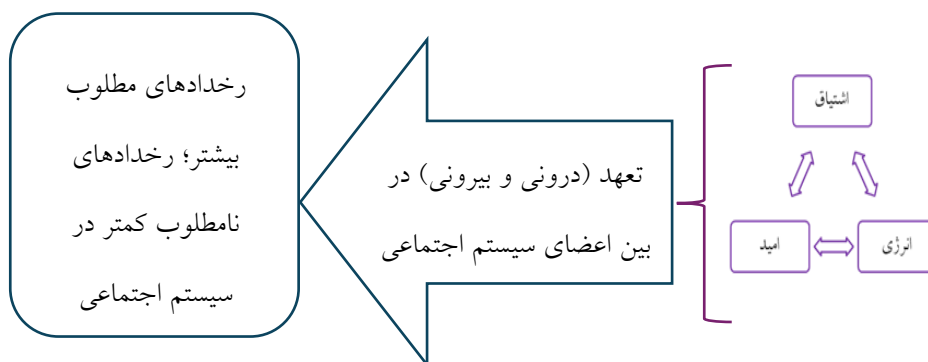 اشتیاق
انرژی
امید
تعهد (درونی و بیرونی) در
بین اعضای سیستم اجتماعی
رخدادهای مطلوب
بیشتر؛ رخدادهای
نامطلوب کمتر در
سیستم اجتماعی